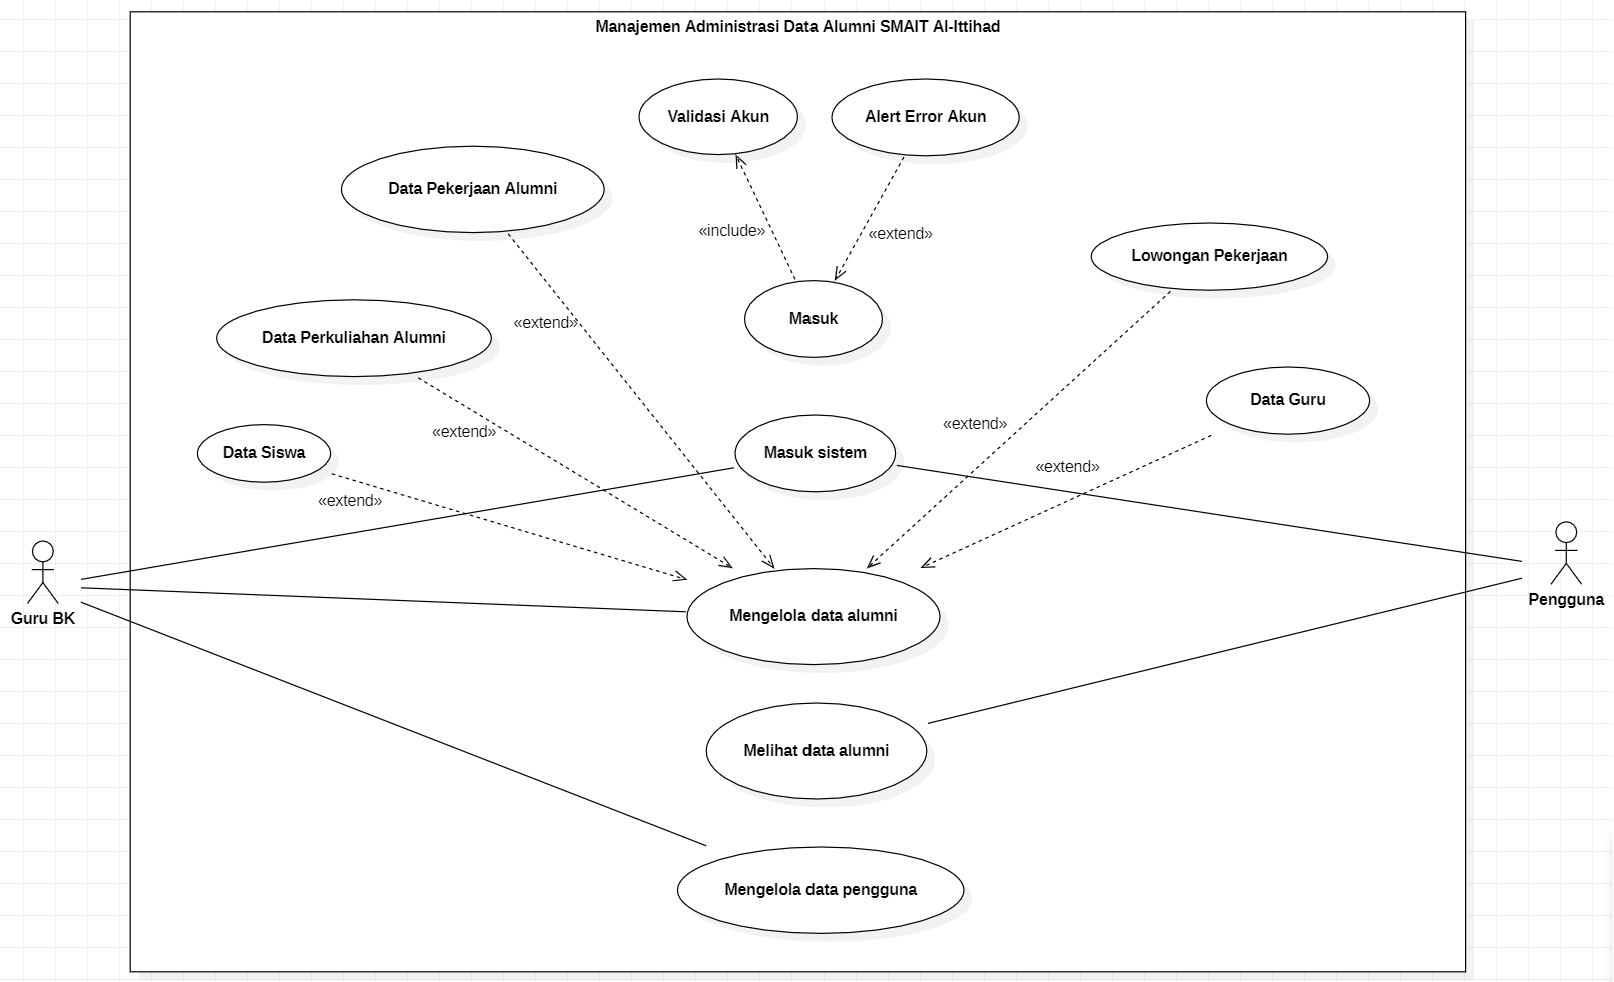 Manajemen Administrasi Data Alumni SMAIT Al-Ittihad
Validasi Akun
Alert Error Akun
Data Pekerjaan Alumni
«include»
«extend»
Lowongan Pekerjaan
Masuk
«extend»
Data Perkuliahan Alumni
Data Guru
«extend»
«extend»
Data Siswa
Masuk sistem
«extend»
«extend»
Guru BK
Mengelola data alumni
Pengguna
Melihat data alumni
Mengelola data pengguna